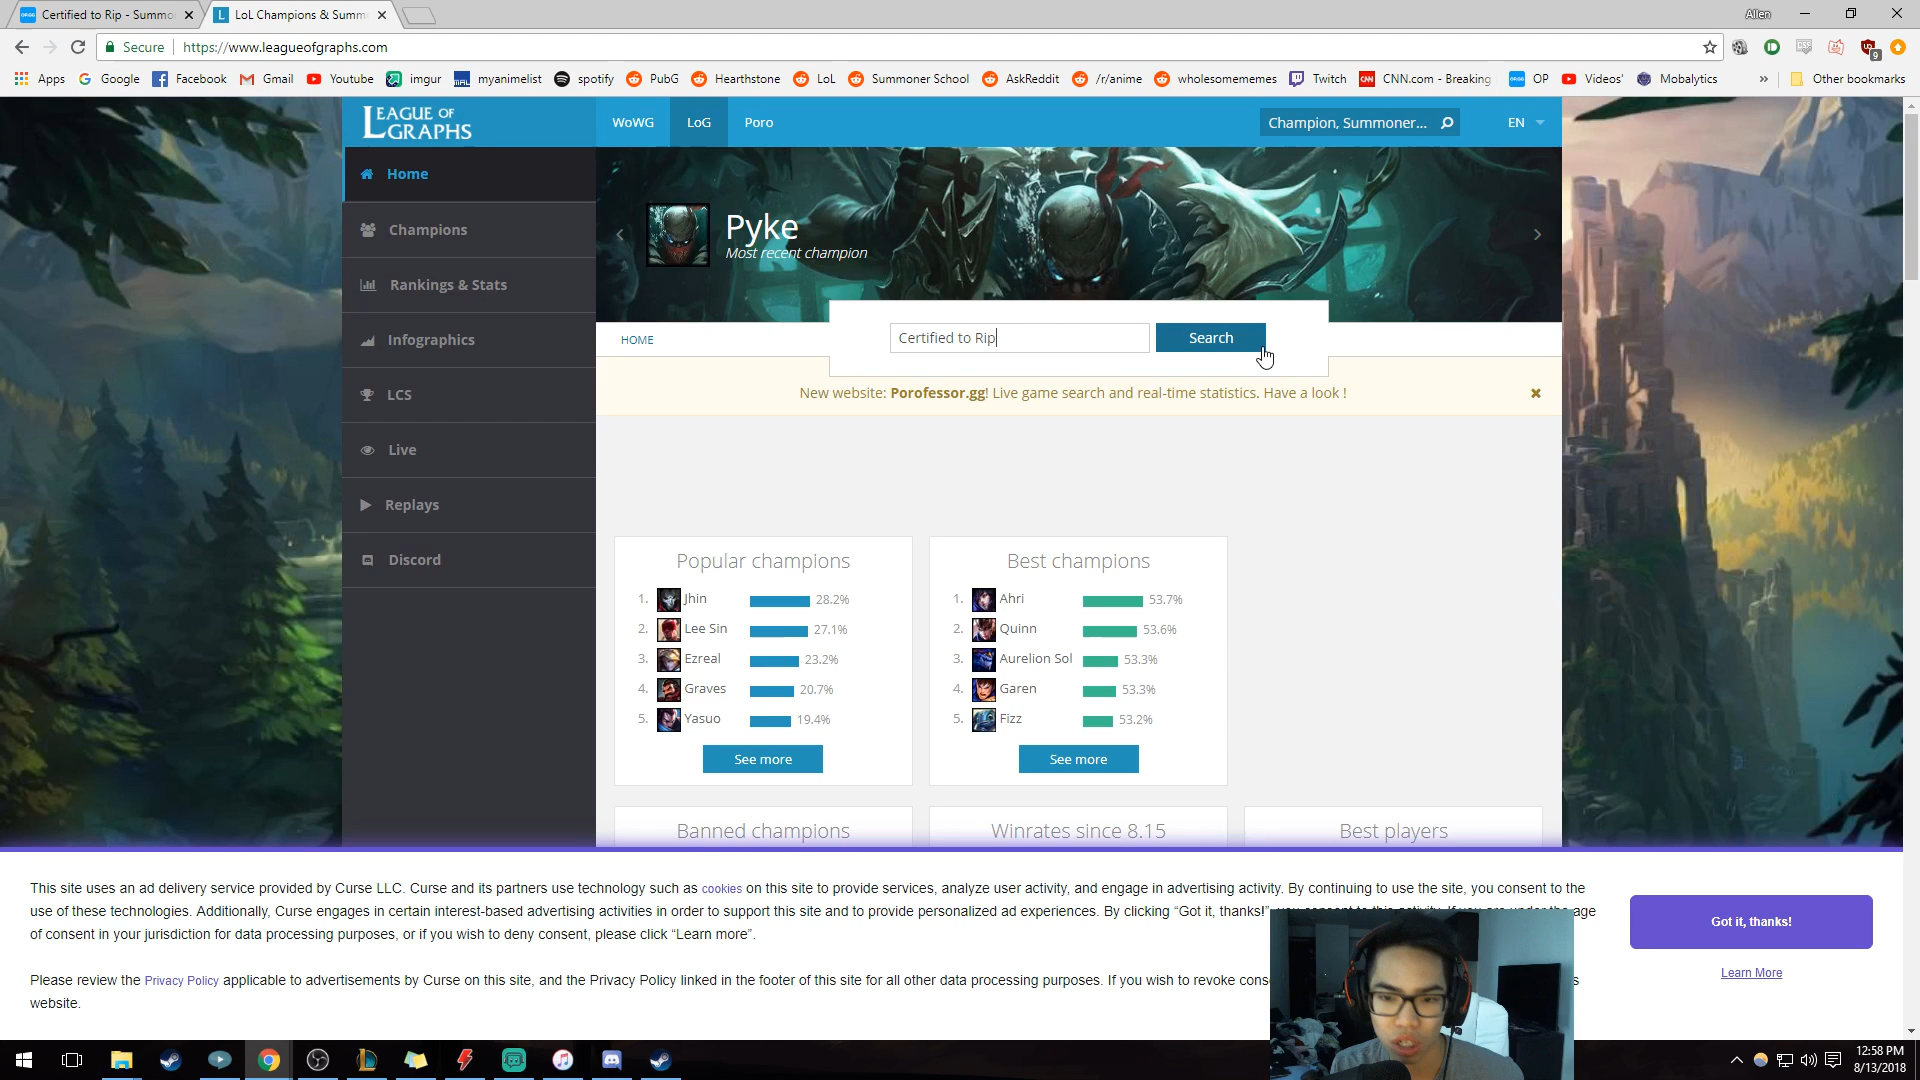 Certified to Rip - Summo
LoL Champions & Summ
Allen
Secure
https://www.leagueofgraphs.com
9
Apps
Google
Facebook
Gmail
Youtube
imgur
myanimelist
spotify
PubG
Hearthstone
LoL
Summoner School
AskReddit
/r/anime
wholesomememes
Twitch
CNN.com - Breaking
OP
Videos'
Mobalytics
»
Other bookmarks
LEAGUE OF
GRAPHS
WoWG
LoG
Poro
Champion, Summoner...
EN
Home
Champions
Rankings & Stats
Infographics
LCS
Live
Replays
Discord
Pyke
Most recent champion
HOME
Certified to Rip
Search
New website: Porofessor.gg! Live game search and real-time statistics. Have a look !
Popular champions
1. Jhin 28.2%
2. Lee Sin 27.1%
3. Ezreal 23.2%
4. Graves 20.7%
5. Yasuo 19.4%
See more
Best champions
1. Ahri 53.7%
2. Quinn 53.6%
3. Aurelion Sol 53.3%
4. Garen 53.3%
5. Fizz 53.2%
See more
Banned champions
Winrates since 8.15
Best players
This site uses an ad delivery service provided by Curse LLC. Curse and its partners use technology such as cookies on this site to provide services, analyze user activity, and engage in advertising activity. By continuing to use the site, you consent to the
use of these technologies. Additionally, Curse engages in certain interest-based advertising activities in order to support this site and to provide personalized ad experiences. By clicking “Got it, thanks!” age
of consent in your jurisdiction for data processing purposes, or if you wish to deny consent, please click “Learn more”.
Please review the Privacy Policy applicable to advertisements by Curse on this site, and the Privacy Policy linked in the footer of this site for all other data processing purposes. If you wish to revoke
website.
Got it, thanks!
Learn More
12:58 PM
8/13/2018